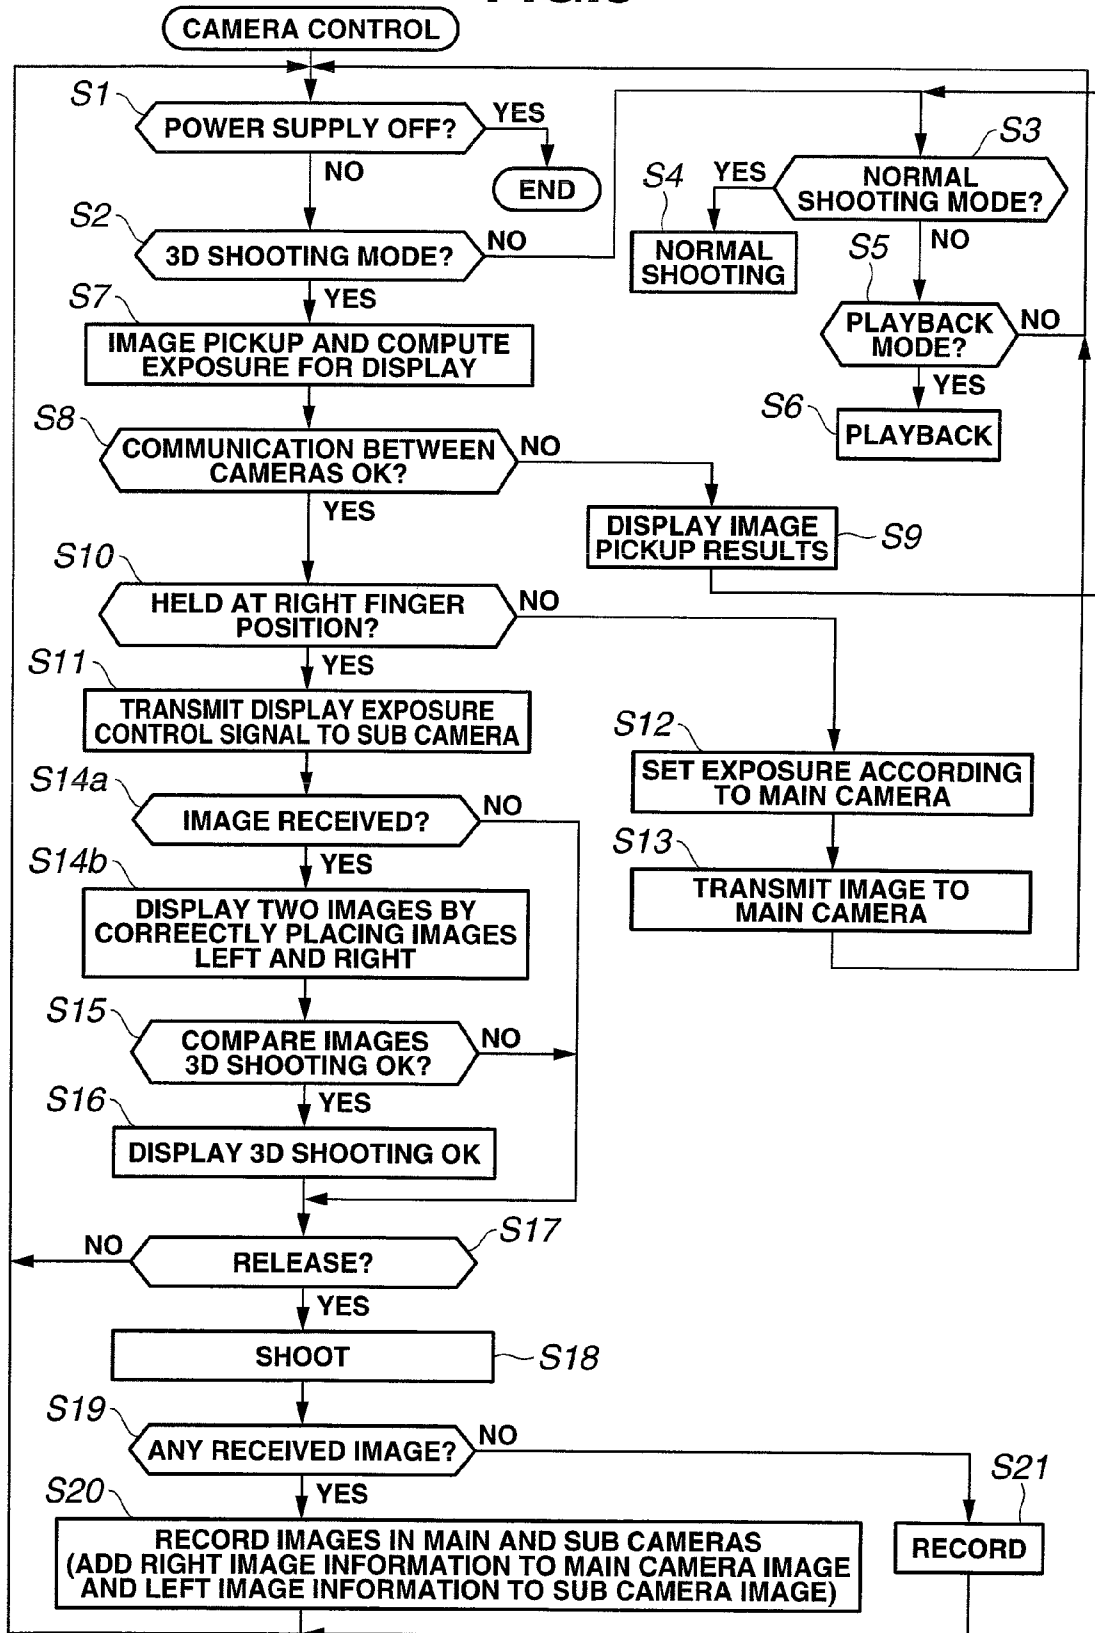 CAMERA CONTROL
S1
POWER SUPPLY OFF?
YES
NO
END
S2
3D SHOOTING MODE?
NO
YES
S3
NORMAL
SHOOTING MODE?
YES
NO
S4
NORMAL
SHOOTING
S5
PLAYBACK
MODE?
NO
YES
S6
PLAYBACK
S7
IMAGE PICKUP AND COMPUTE
EXPOSURE FOR DISPLAY
S8
COMMUNICATION BETWEEN
CAMERAS OK?
NO
YES
DISPLAY IMAGE
PICKUP RESULTS
S9
S10
HELD AT RIGHT FINGER
POSITION?
NO
YES
S11
TRANSMIT DISPLAY EXPOSURE
CONTROL SIGNAL TO SUB CAMERA
S12
SET EXPOSURE ACCORDING
TO MAIN CAMERA
S13
TRANSMIT IMAGE TO
MAIN CAMERA
S14a
IMAGE RECEIVED?
NO
YES
S14b
DISPLAY TWO IMAGES BY
CORREECTLY PLACING IMAGES
LEFT AND RIGHT
S15
COMPARE IMAGES
3D SHOOTING OK?
NO
YES
S16
DISPLAY 3D SHOOTING OK
S17
RELEASE?
NO
YES
SHOOT
S18
S19
ANY RECEIVED IMAGE?
NO
YES
S20
RECORD IMAGES IN MAIN AND SUB CAMERAS
(ADD RIGHT IMAGE INFORMATION TO MAIN CAMERA IMAGE
AND LEFT IMAGE INFORMATION TO SUB CAMERA IMAGE)
S21
RECORD